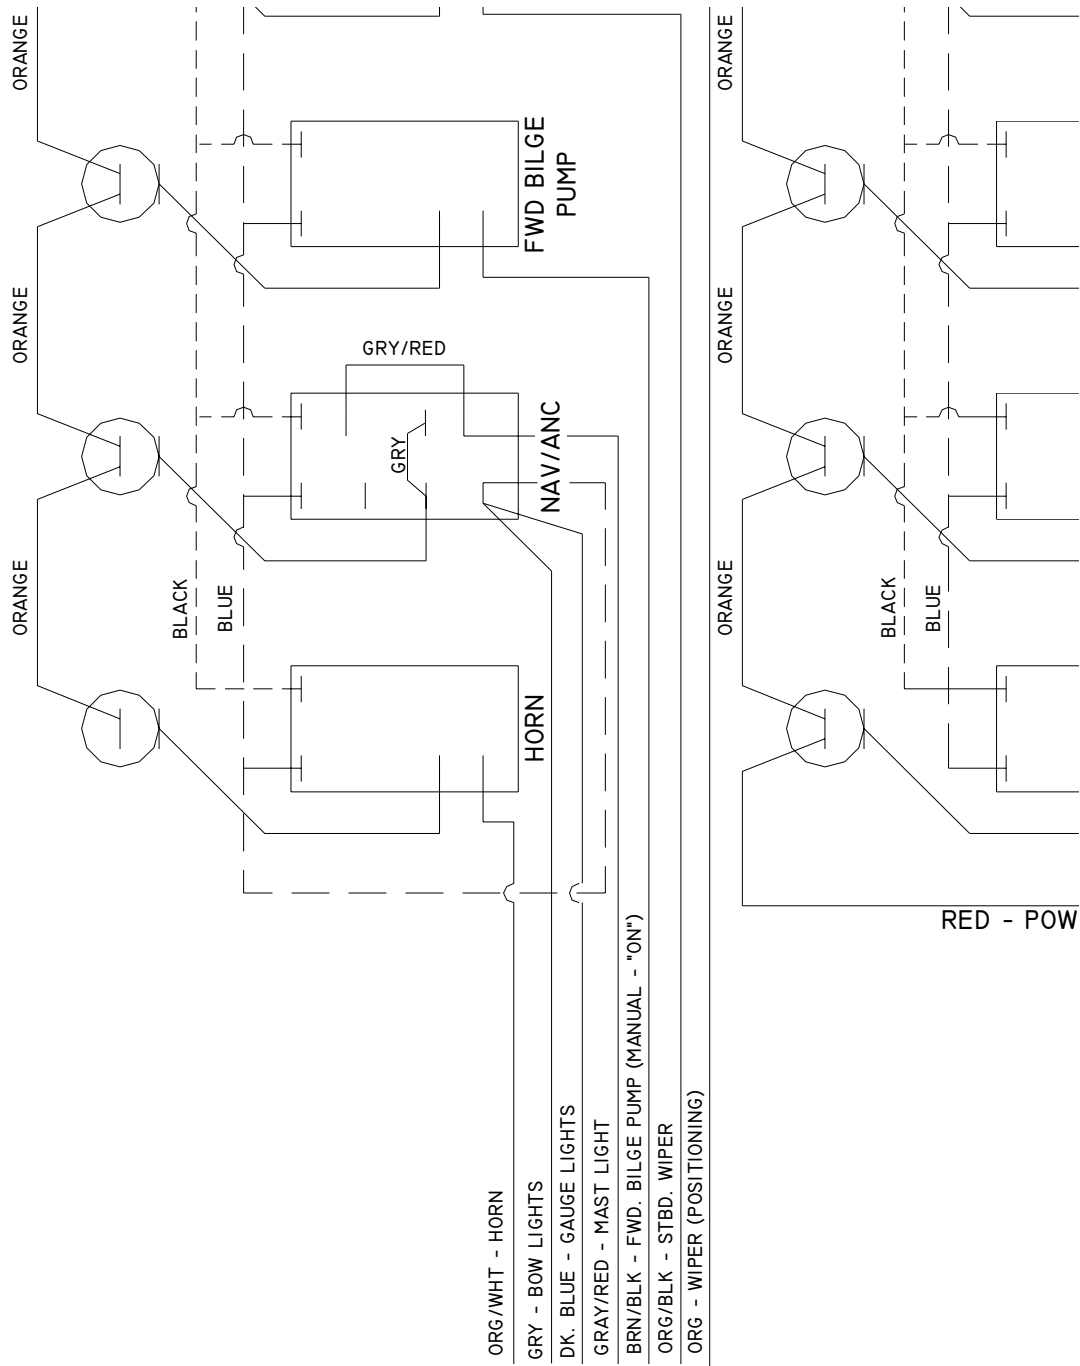 ORANGE
ORANGE
FWD BILGE
PUMP
ORANGE
ORANGE
GRY/RED
GRY
NAV/ANC
ORANGE
ORANGE
BLACK
BLUE
BLACK
BLUE
HORN
RED - POW
ORG/WHT - HORN
GRY - BOW LIGHTS
DK. BLUE - GAUGE LIGHTS
GRAY/RED - MAST LIGHT
BRN/BLK - FWD. BILGE PUMP (MANUAL - "ON")
ORG/BLK - STBD. WIPER
ORG - WIPER (POSITIONING)